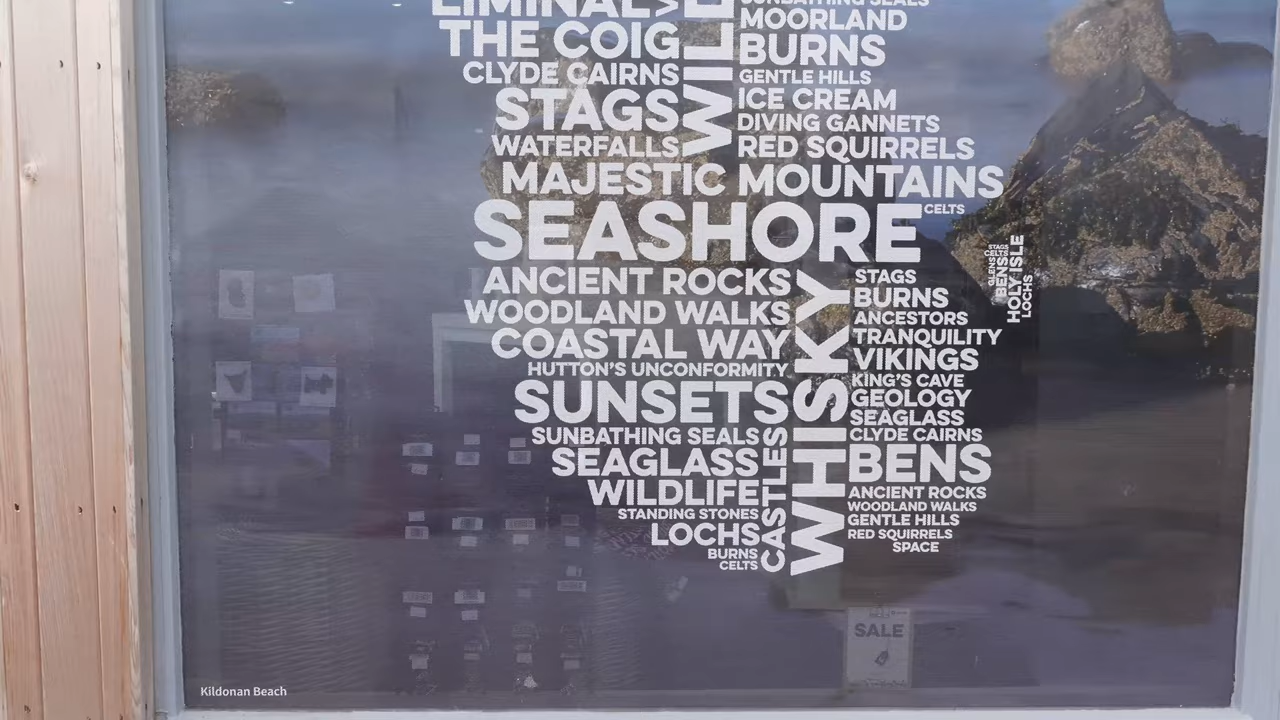 LIMINAL
THE COIG
CLYDE CAIRNS
STAGS
WATERFALLS
WILD
SUNBATHING SEALS
MOORLAND
BURNS
GENTLE HILLS
ICE CREAM
DIVING GANNETS
RED SQUIRRELS
MAJESTIC MOUNTAINS
SEASHORE
CELTS
ANCIENT ROCKS
WOODLAND WALKS
COASTAL WAY
HUTTON'S UNCONFORMITY
SUNSETS
SUNBATHING SEALS
SEAGLASS
WILDLIFE
STANDING STONES
LOCHS
BURNS
CELTS
CASTLES
WHISKY
STAGS
BURNS
ANCESTORS
TRANQUILITY
VIKINGS
KING'S CAVE
GEOLOGY
SEAGLASS
CLYDE CAIRNS
BENS
ANCIENT ROCKS
WOODLAND WALKS
GENTLE HILLS
RED SQUIRRELS
SPACE
STAGS
CELTS
GLENS
BENS
HOLY ISLE
LOCHS
SALE
Kildonan Beach